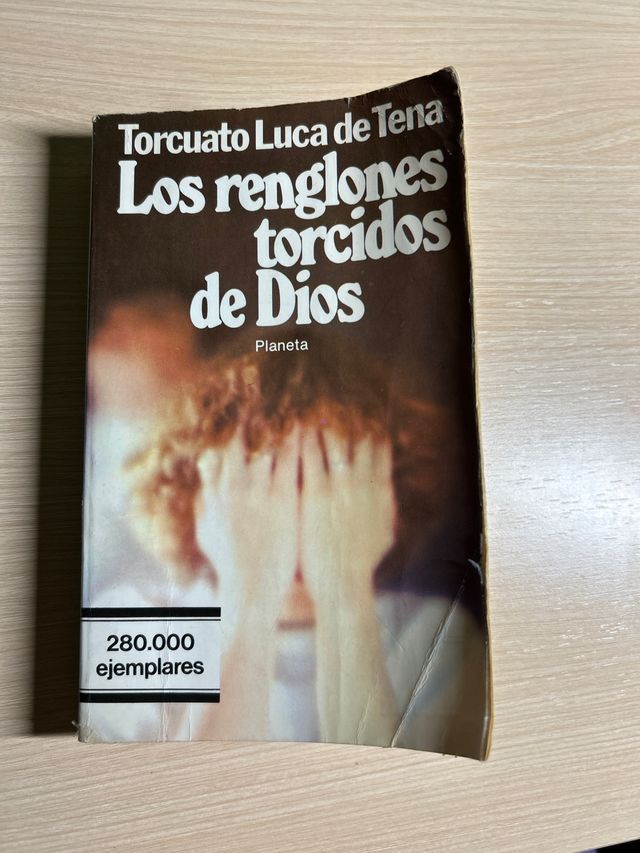 Torcuato Luca de Tena
Los renglones
torcidos
de Dios
Planeta
280.000
ejemplares